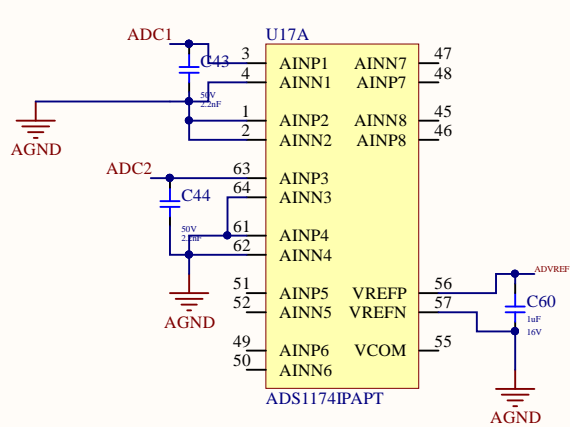 ADC1
U17A
C43
50V
2.2nF
AGND
3
AINP1
AINN7
47
4
AINN1
AINP7
48
1
AINP2
AINN8
45
2
AINN2
AINP8
46
ADC2
63
AINP3
64
AINN3
C44
50V
2.2nF
61
AINP4
62
AINN4
AGND
51
AINP5
VREFP
56
52
AINN5
VREFN
57
49
AINP6
VCOM
55
50
AINN6
ADS1174IPAPT
ADVREF
C60
1uF
16V
AGND